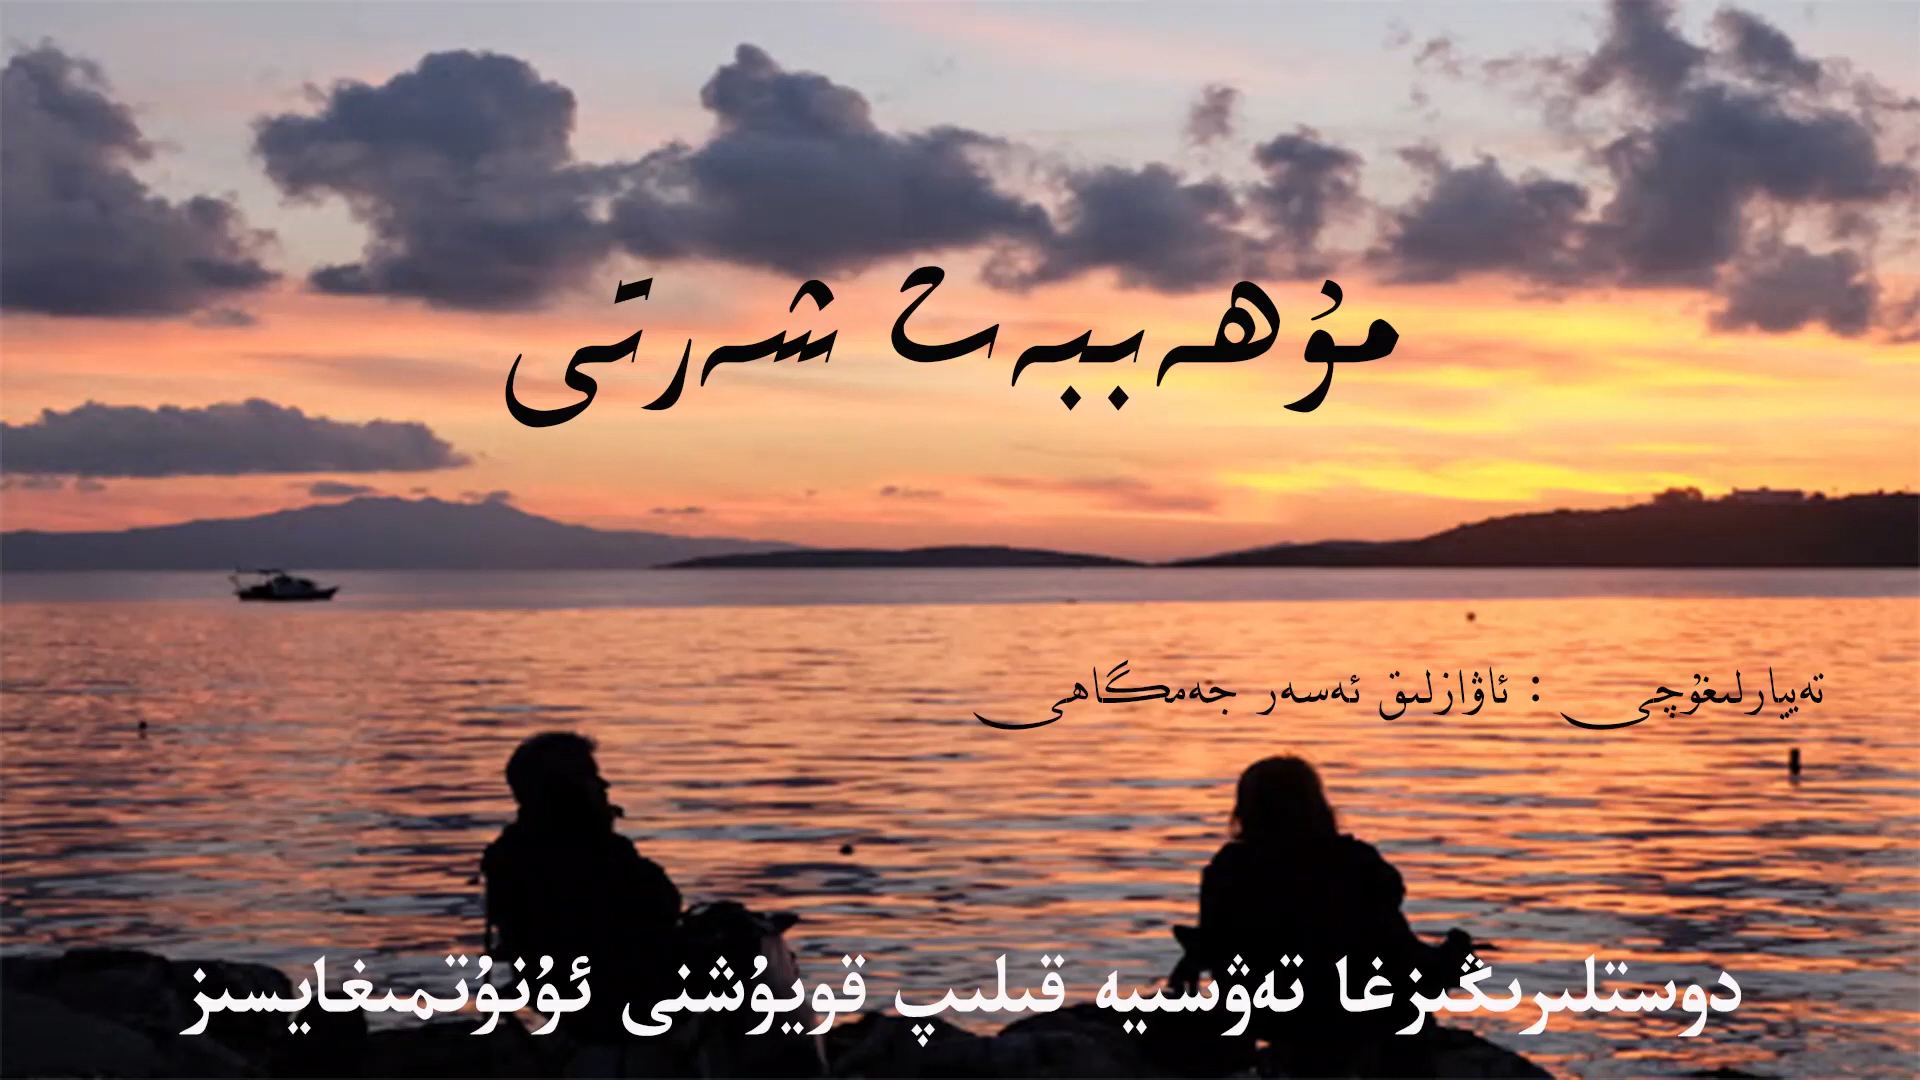 مۇھەببەت شەرتى
تەييارلىغۇچى : ئاۋازلىق ئەسەر جەمگاھى
دوستلىرىڭىزغا تەۋسىيە قىلىپ قويۇشنى ئۇنۇتمىغايسىز